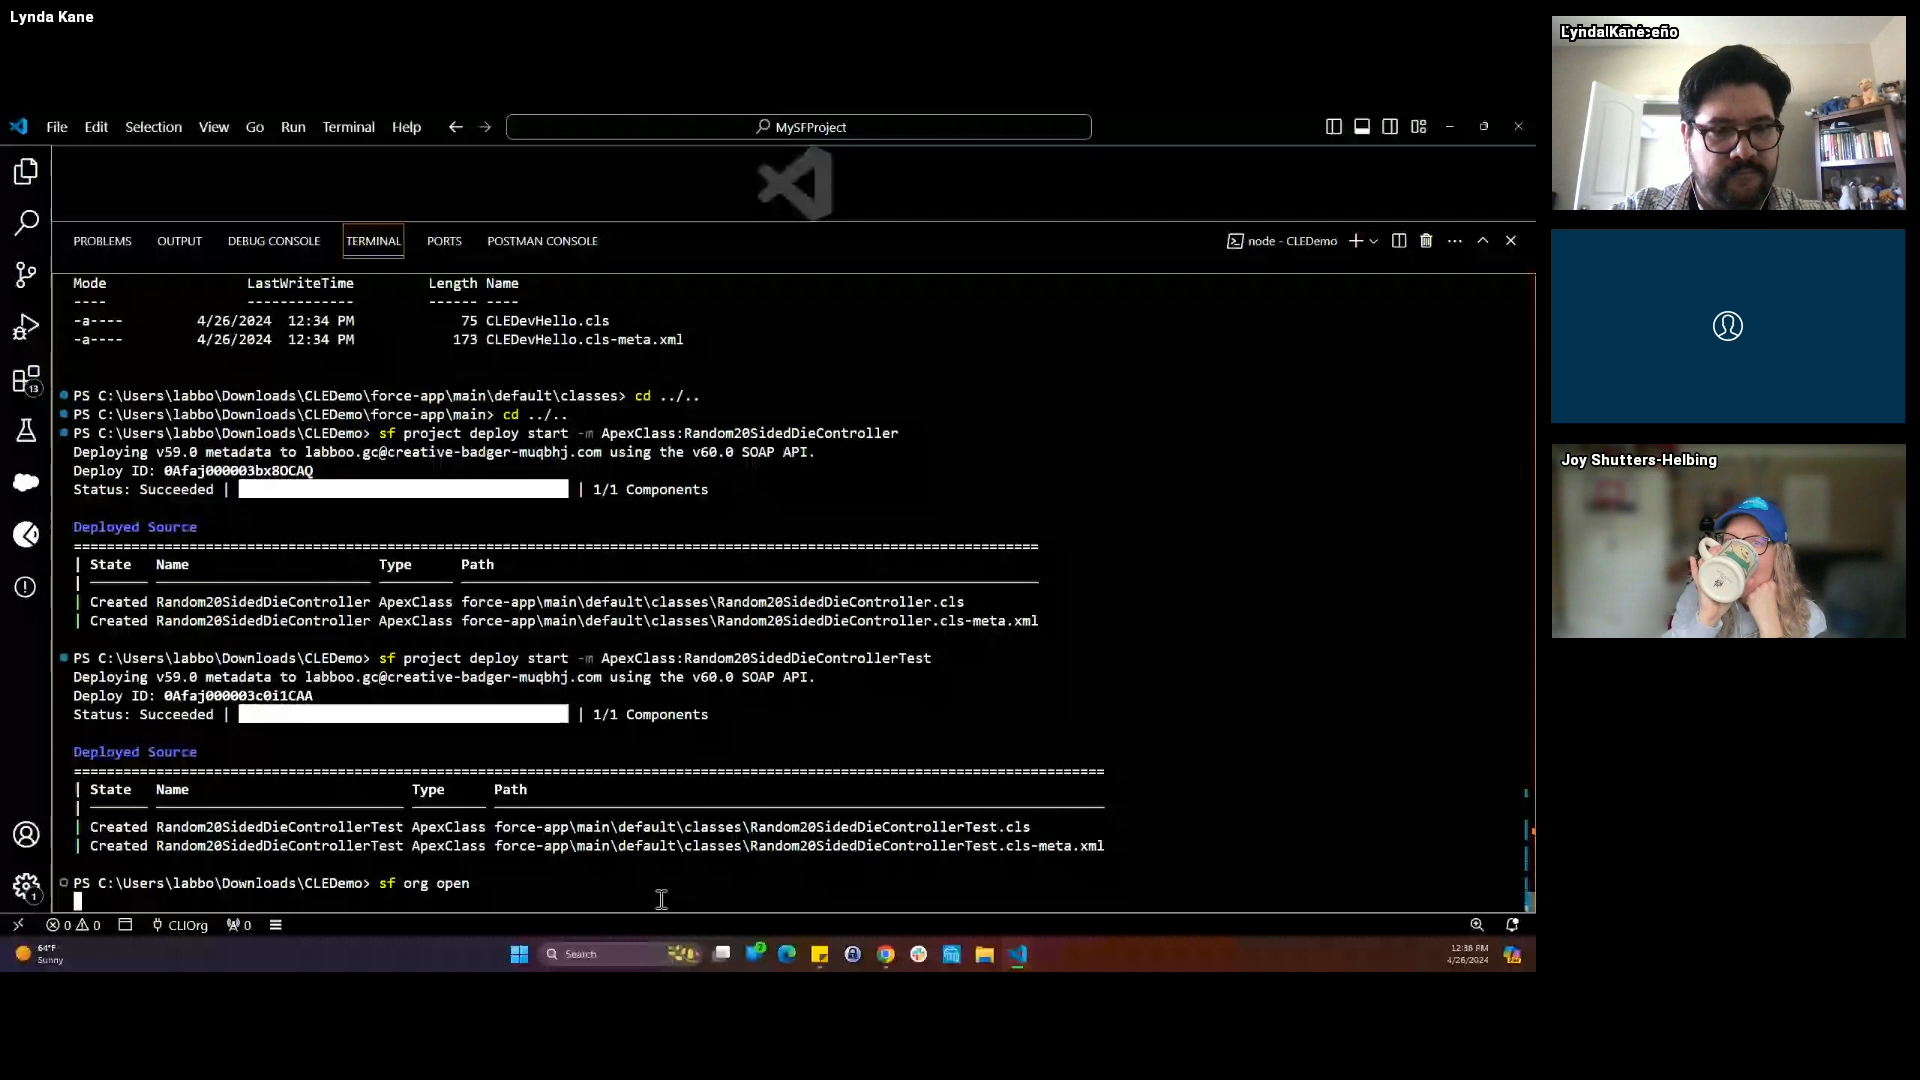 Lynda Kane
File Edit Selection View Go Run Terminal Help
MySFProject
PROBLEMS OUTPUT DEBUG CONSOLE TERMINAL PORTS POSTMAN CONSOLE
node - CLEDemo
Mode LastWriteTime Length Name
---- ------------- ------ ----
-a---- 4/26/2024 12:34 PM 75 CLEDevHello.cls
-a---- 4/26/2024 12:34 PM 173 CLEDevHello.cls-meta.xml
PS C:\Users\labbo\Downloads\CLEDemo\force-app\main\default\classes> cd ../..
PS C:\Users\labbo\Downloads\CLEDemo\force-app\main> cd ../..
PS C:\Users\labbo\Downloads\CLEDemo> sf project deploy start -m ApexClass:Random20SidedDieController
Deploying v59.0 metadata to labboo.gc@creative-badger-muqbhj.com using the v60.0 SOAP API.
Deploy ID: 0Afaj000003bx8OCAQ
Status: Succeeded | | 1/1 Components
Deployed Source
| State Name Type Path
| Created Random20SidedDieController ApexClass force-app\main\default\classes\Random20SidedDieController.cls
| Created Random20SidedDieController ApexClass force-app\main\default\classes\Random20SidedDieController.cls-meta.xml
PS C:\Users\labbo\Downloads\CLEDemo> sf project deploy start -m ApexClass:Random20SidedDieControllerTest
Deploying v59.0 metadata to labboo.gc@creative-badger-muqbhj.com using the v60.0 SOAP API.
Deploy ID: 0Afaj000003c0i1CAA
Status: Succeeded | | 1/1 Components
Deployed Source
| State Name Type Path
| Created Random20SidedDieControllerTest ApexClass force-app\main\default\classes\Random20SidedDieControllerTest.cls
| Created Random20SidedDieControllerTest ApexClass force-app\main\default\classes\Random20SidedDieControllerTest.cls-meta.xml
PS C:\Users\labbo\Downloads\CLEDemo> sf org open
13
1
0 0 CLIOrg 0
64°F
Sunny
Search
12:36 PM
4/26/2024
Lynda Kane
Joy Shutters-Helbing